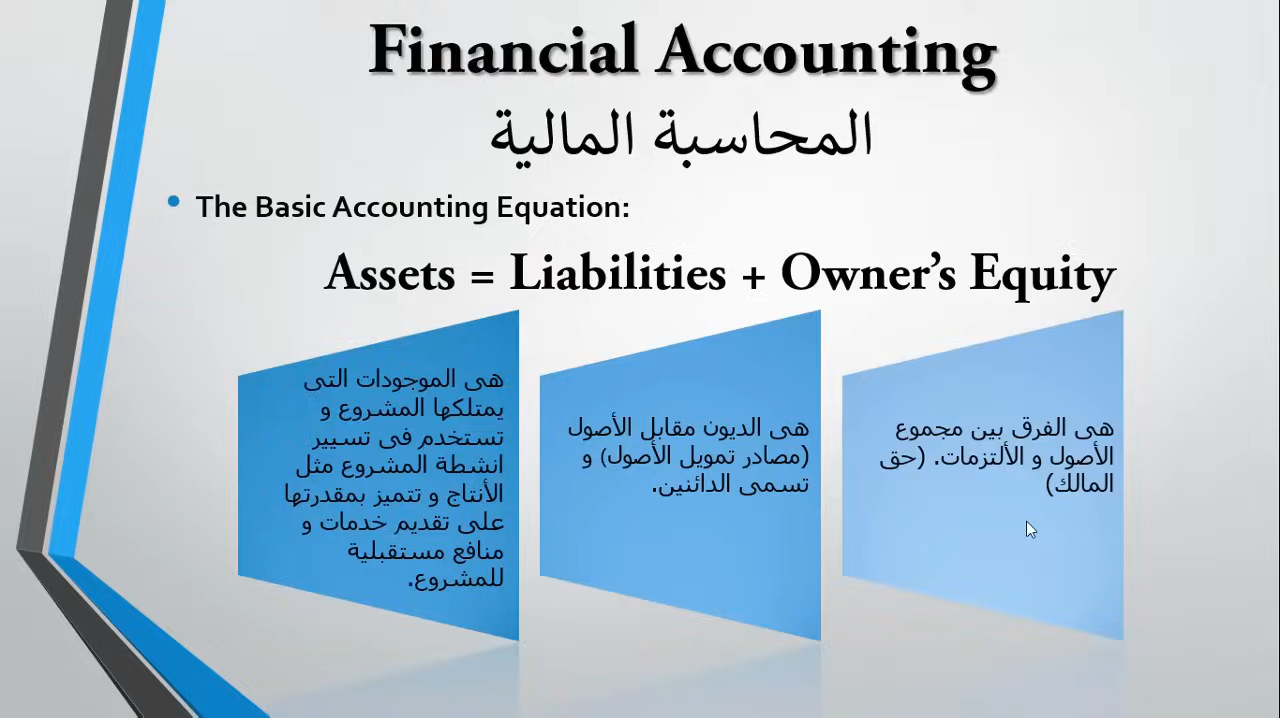 Financial Accounting
المحاسبة المالية
• The Basic Accounting Equation:
Assets = Liabilities + Owner’s Equity
هى الموجودات التى
يمتلكها المشروع و
تستخدم فى تسيير
انشطة المشروع مثل
الأنتاج و تتميز بمقدرتها
على تقديم خدمات و
منافع مستقبلية
للمشروع.
هى الديون مقابل الأصول
(مصادر تمويل الأصول) و
تسمى الدائنين.
هى الفرق بين مجموع
الأصول و الألتزمات. (حق
المالك)